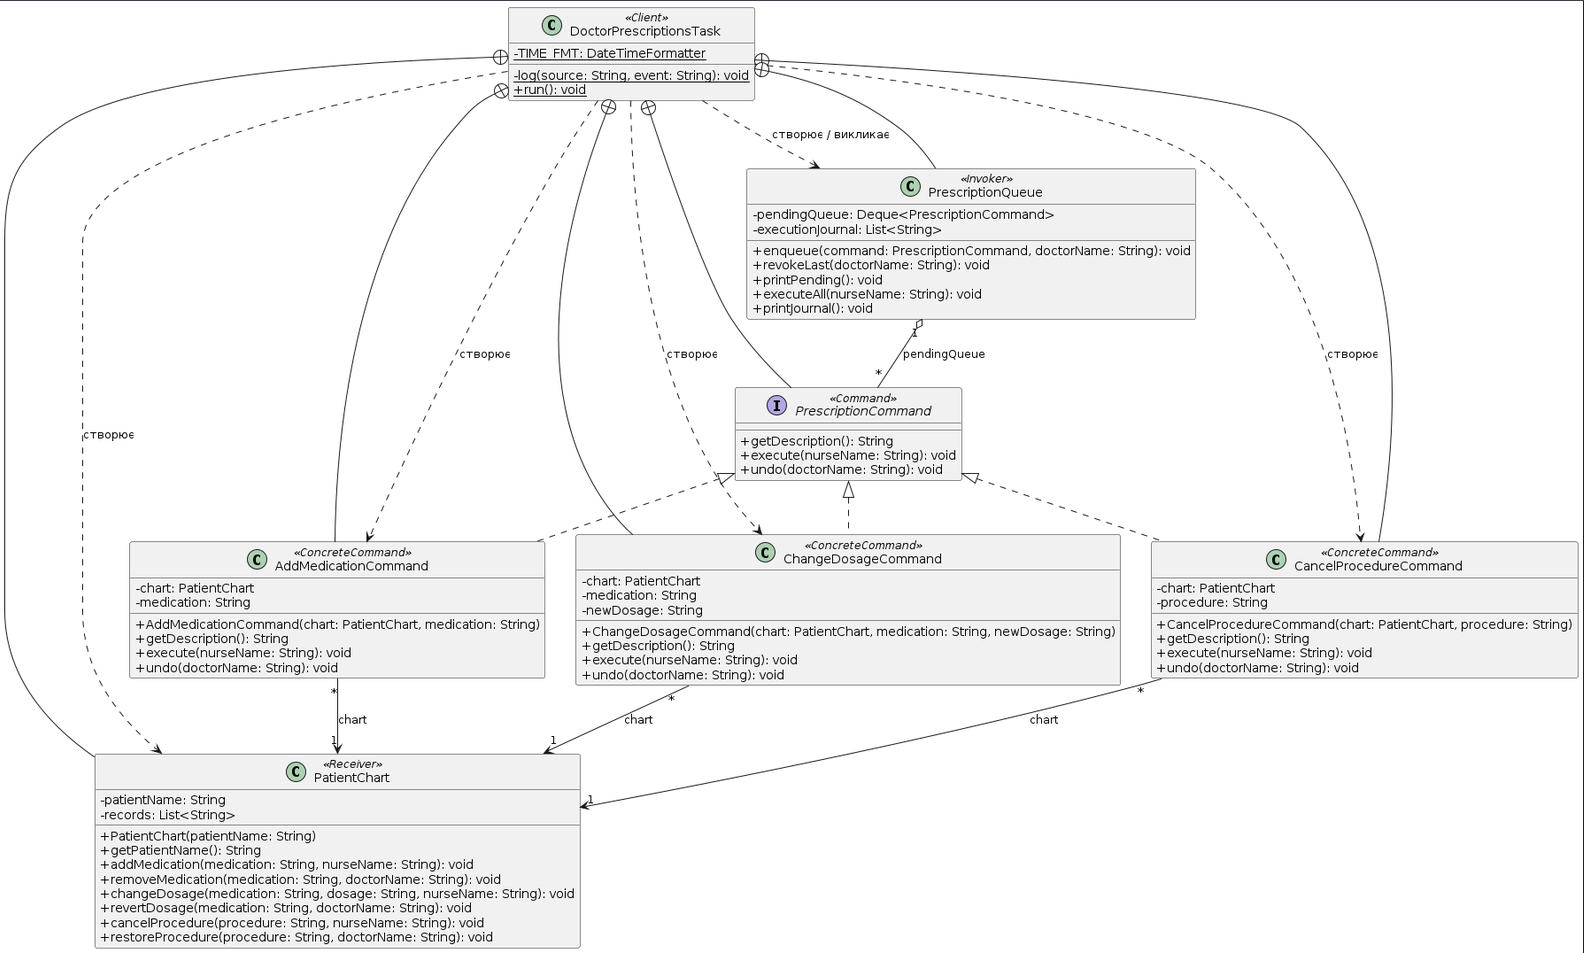 «Client»
C
DoctorPrescriptionsTask
-TIME_FMT: DateTimeFormatter
-log(source: String, event: String): void
+run(): void
створює / викликає
«Invoker»
C
PrescriptionQueue
-pendingQueue: Deque<PrescriptionCommand>
-executionJournal: List<String>
+enqueue(command: PrescriptionCommand, doctorName: String): void
+revokeLast(doctorName: String): void
+printPending(): void
+executeAll(nurseName: String): void
+printJournal(): void
1
створює
створює
pendingQueue
створює
*
«Command»
I
PrescriptionCommand
+getDescription(): String
+execute(nurseName: String): void
+undo(doctorName: String): void
створює
«ConcreteCommand»
C
AddMedicationCommand
-chart: PatientChart
-medication: String
+AddMedicationCommand(chart: PatientChart, medication: String)
+getDescription(): String
+execute(nurseName: String): void
+undo(doctorName: String): void
«ConcreteCommand»
C
ChangeDosageCommand
-chart: PatientChart
-medication: String
-newDosage: String
+ChangeDosageCommand(chart: PatientChart, medication: String, newDosage: String)
+getDescription(): String
+execute(nurseName: String): void
+undo(doctorName: String): void
«ConcreteCommand»
C
CancelProcedureCommand
-chart: PatientChart
-procedure: String
+CancelProcedureCommand(chart: PatientChart, procedure: String)
+getDescription(): String
+execute(nurseName: String): void
+undo(doctorName: String): void
*
*
*
chart
chart
chart
1
1
1
«Receiver»
C
PatientChart
-patientName: String
-records: List<String>
+PatientChart(patientName: String)
+getPatientName(): String
+addMedication(medication: String, nurseName: String): void
+removeMedication(medication: String, doctorName: String): void
+changeDosage(medication: String, dosage: String, nurseName: String): void
+revertDosage(medication: String, doctorName: String): void
+cancelProcedure(procedure: String, nurseName: String): void
+restoreProcedure(procedure: String, doctorName: String): void